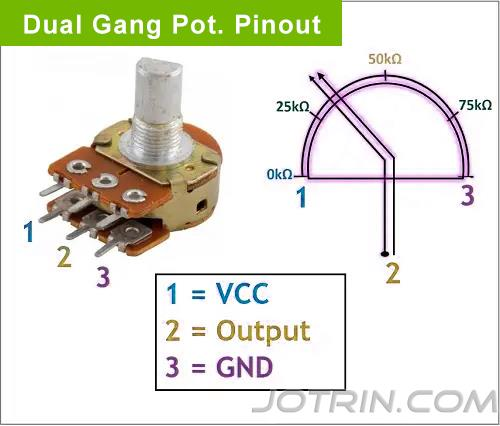 Dual Gang Pot. Pinout
50kΩ
25kΩ
75kΩ
0kΩ
1
3
1
2
3
2
1 = VCC
2 = Output
3 = GND
JOTRIN.COM